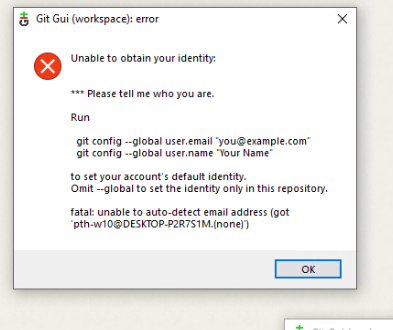 Git Gui (workspace): error
Unable to obtain your identity:
*** Please tell me who you are.
Run
git config --global user.email "you@example.com"
git config --global user.name "Your Name"
to set your account's default identity.
Omit --global to set the identity only in this repository.
fatal: unable to auto-detect email address (got
'pth-w10@DESKTOP-P2R7S1M.(none)')
OK